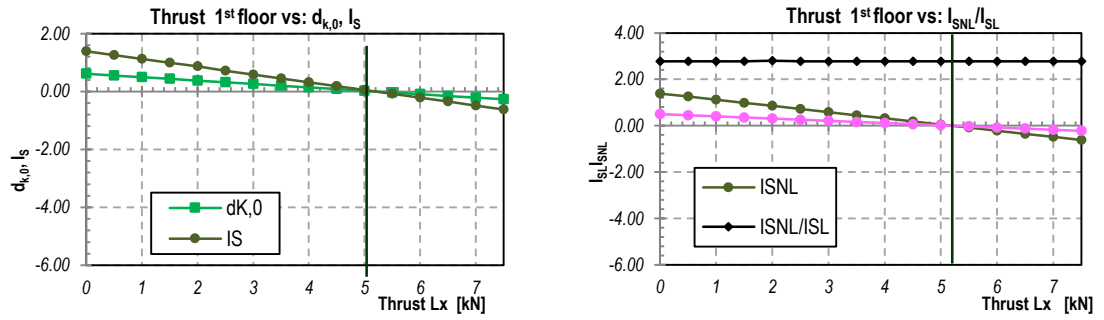 Thrust 1st floor vs: dk,0, IS
2.00
0.00
-2.00
-4.00
-6.00
dk,0, IS
dK,0
IS
0 1 2 3 4 5 6 7
Thrust Lx [kN]
Thrust 1st floor vs: ISNL/ISL
4.00
2.00
0.00
-2.00
-4.00
-6.00
ISLISNL
ISNL
ISNL/ISL
0 1 2 3 4 5 6 7
Thrust Lx [kN]